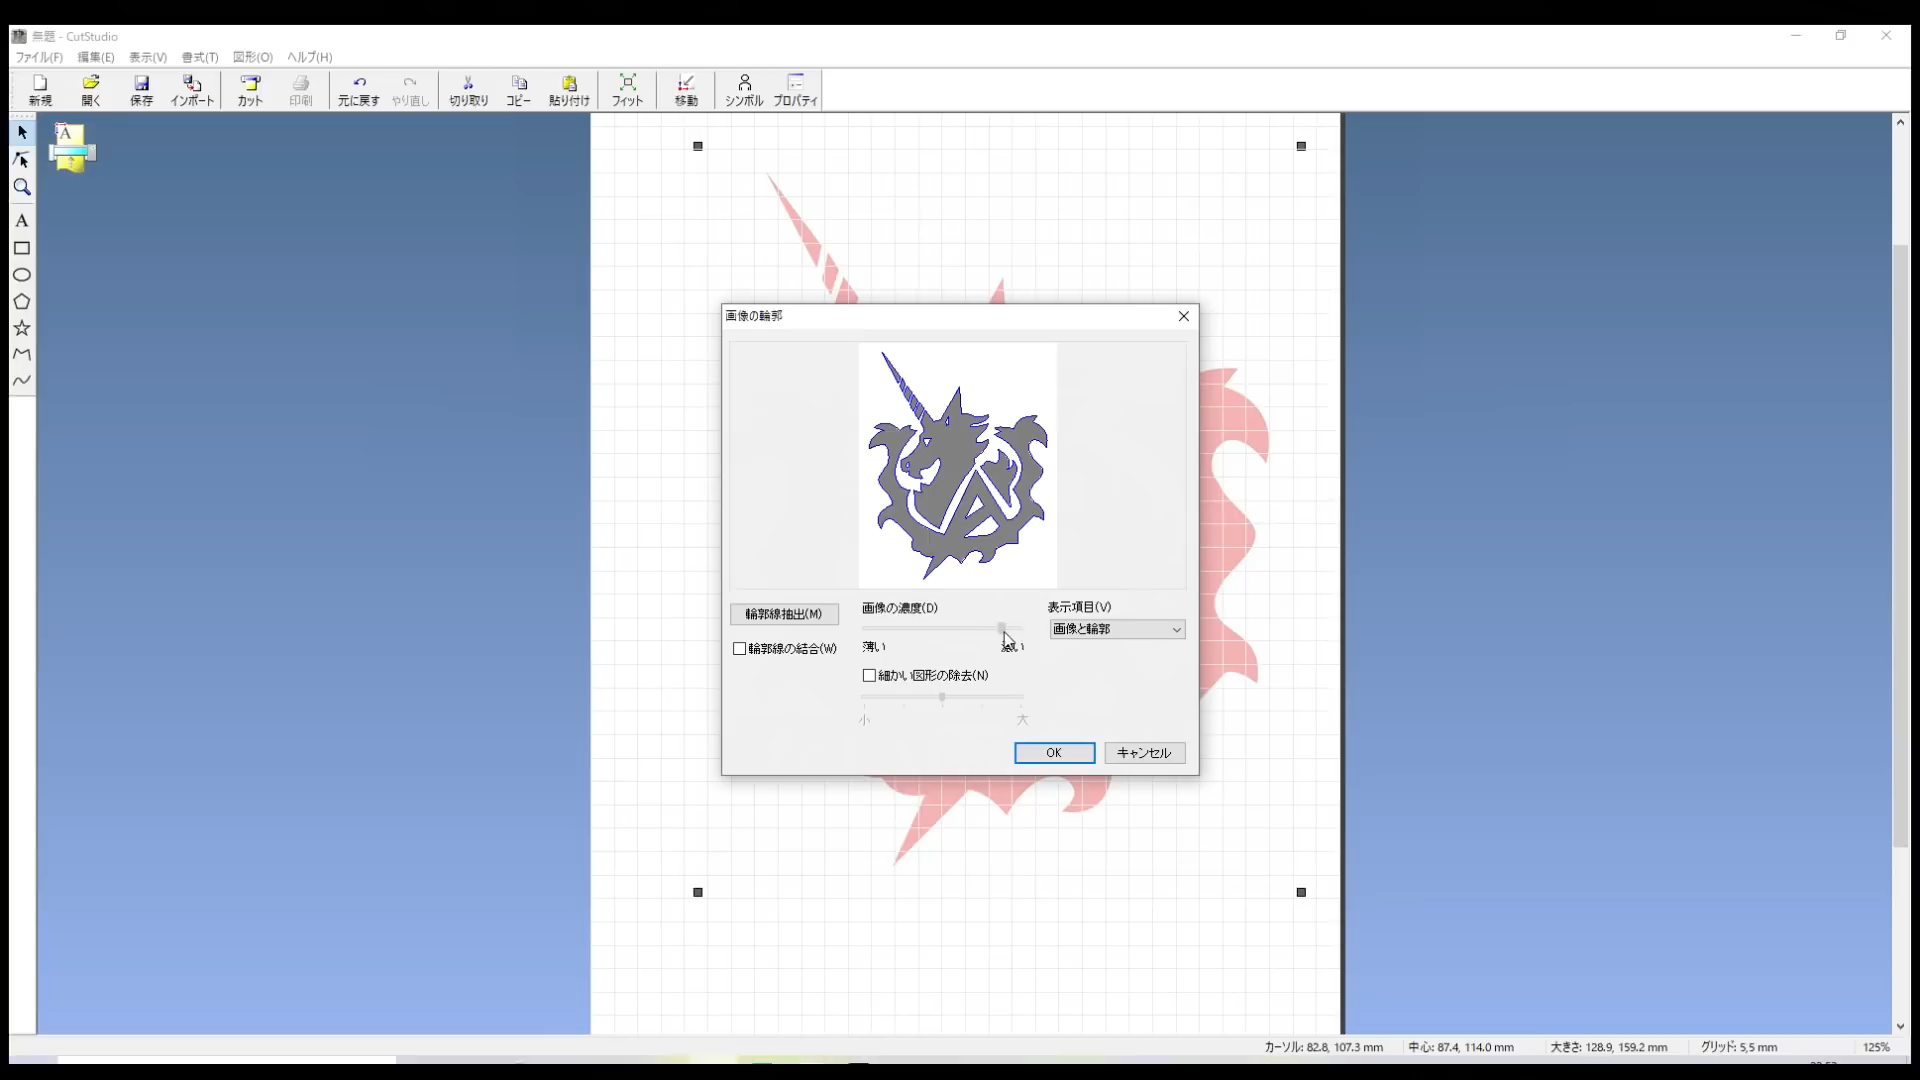 無題 - CutStudio
ファイル(F) 編集(E) 表示(V) 書式(T) 図形(O) ヘルプ(H)
新規 開く 保存 インポート カット 印刷 元に戻す やり直し 切り取り コピー 貼り付け フィット 移動 シンボル プロパティ
A
A
画像の輪郭
輪郭線抽出(M)
画像の濃度(D)
表示項目(V)
画像と輪郭
輪郭線の結合(W)
薄い 濃い
細かい図形の除去(N)
小 大
OK キャンセル
カーソル: 82.8, 107.3 mm 中心: 87.4, 114.0 mm 大きさ: 128.9, 159.2 mm グリッド: 5,5 mm 125%